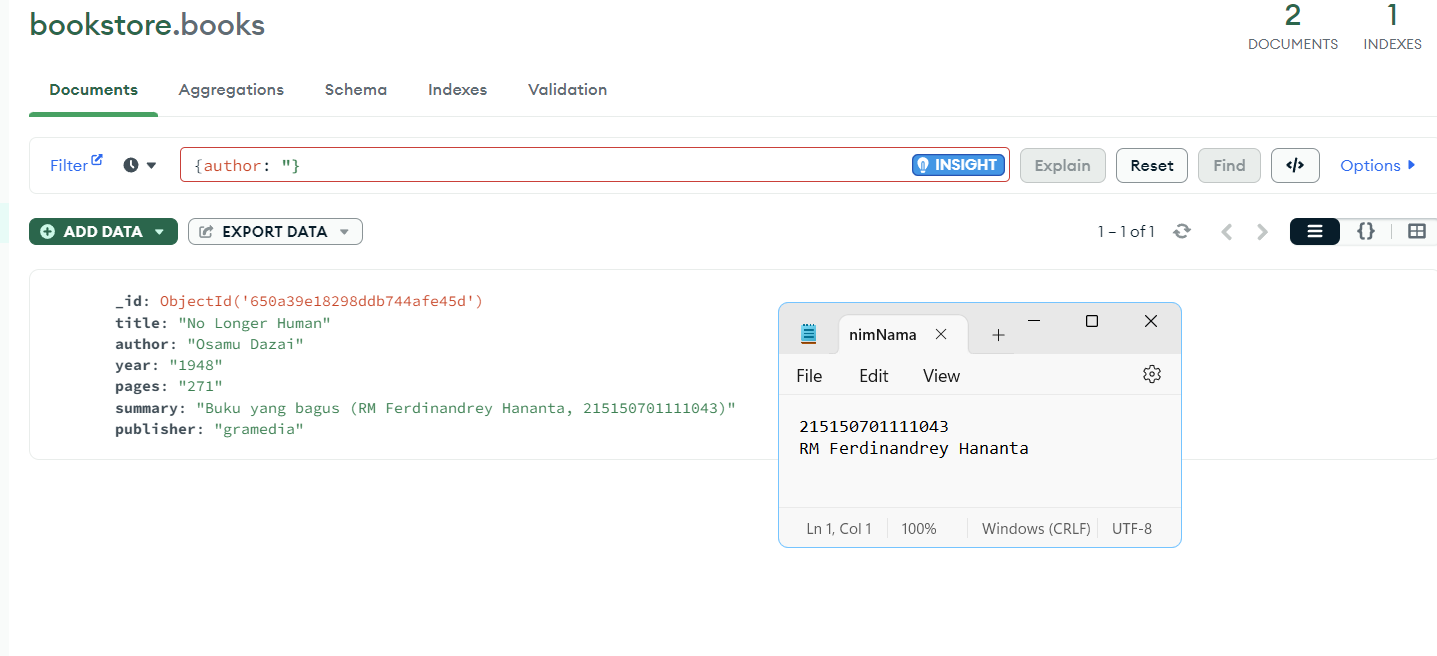 bookstore.books
2
DOCUMENTS
1
INDEXES
Documents
Aggregations
Schema
Indexes
Validation
Filter
{author: "}
INSIGHT
Explain
Reset
Find
</>
Options
ADD DATA
EXPORT DATA
1 – 1 of 1
{}
_id: ObjectId('650a39e18298ddb744afe45d')
title: "No Longer Human"
author: "Osamu Dazai"
year: "1948"
pages: "271"
summary: "Buku yang bagus (RM Ferdinandrey Hananta, 215150701111043)"
publisher: "gramedia"
nimNama
File Edit View
215150701111043
RM Ferdinandrey Hananta
Ln 1, Col 1
100%
Windows (CRLF)
UTF-8